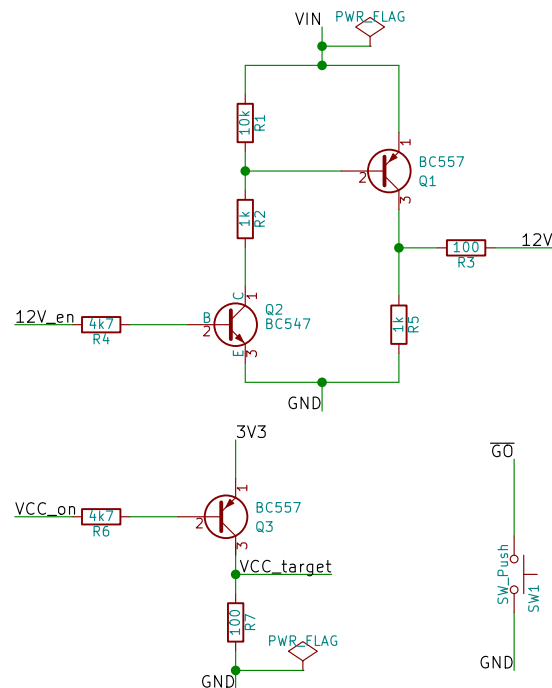 PWR_FLAG
VIN
10k
R1
1
BC557
2
Q1
3
1k
R2
100
12V
R3
C
1
Q2
12V_en
B
BC547
4k7
2
1k
R5
R4
E
3
GND
3V3
GO
1
VCC_on
BC557
4k7
2
Q3
R6
3
SW_Push
VCC_target
SW1
100
R7
PWR_FLAG
GND
GND